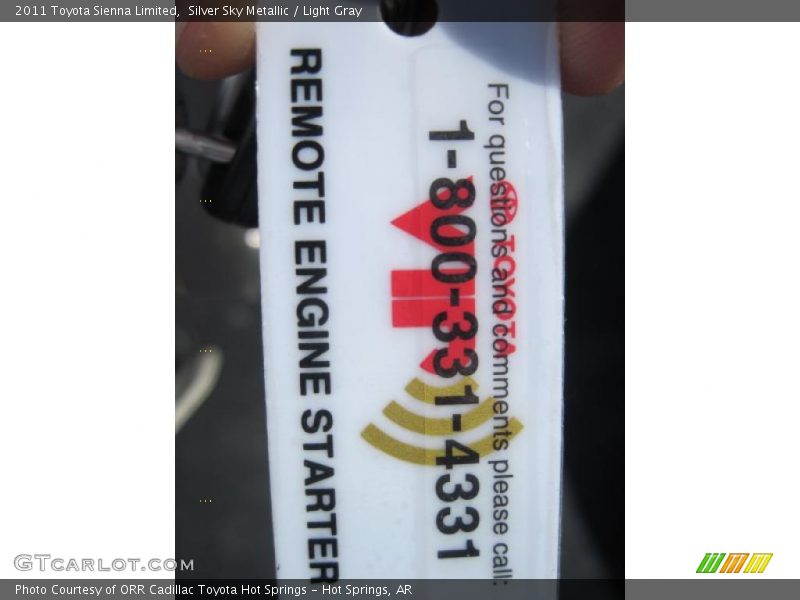 2011 Toyota Sienna Limited,  Silver Sky Metallic / Light Gray
For questions and comments please call:
TOYOTA
1-800-331-4331
REMOTE ENGINE STARTER
GTCARLOT.COM
Photo Courtesy of ORR Cadillac Toyota Hot Springs - Hot Springs, AR